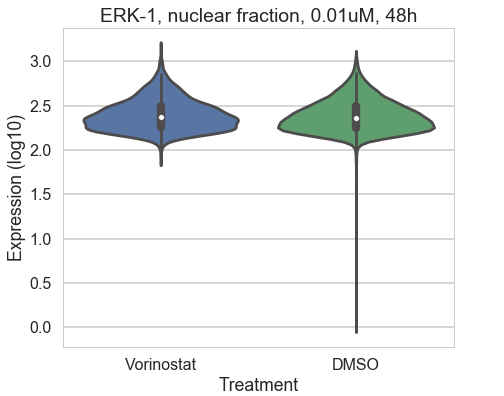 ERK-1, nuclear fraction, 0.01uM, 48h
Expression (log10)
3.0
2.5
2.0
1.5
1.0
0.5
0.0
Vorinostat DMSO
Treatment